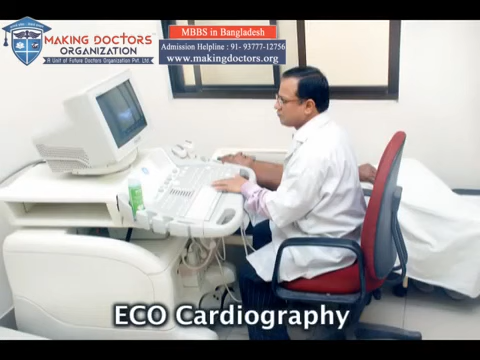 MAKING DOCTORS
ORGANIZATION
A Unit of Future Doctors Organization Pvt. Ltd.
MBBS in Bangladesh
Admission Helpline : 91- 93777-12756
www.makingdoctors.org
ECO Cardiography